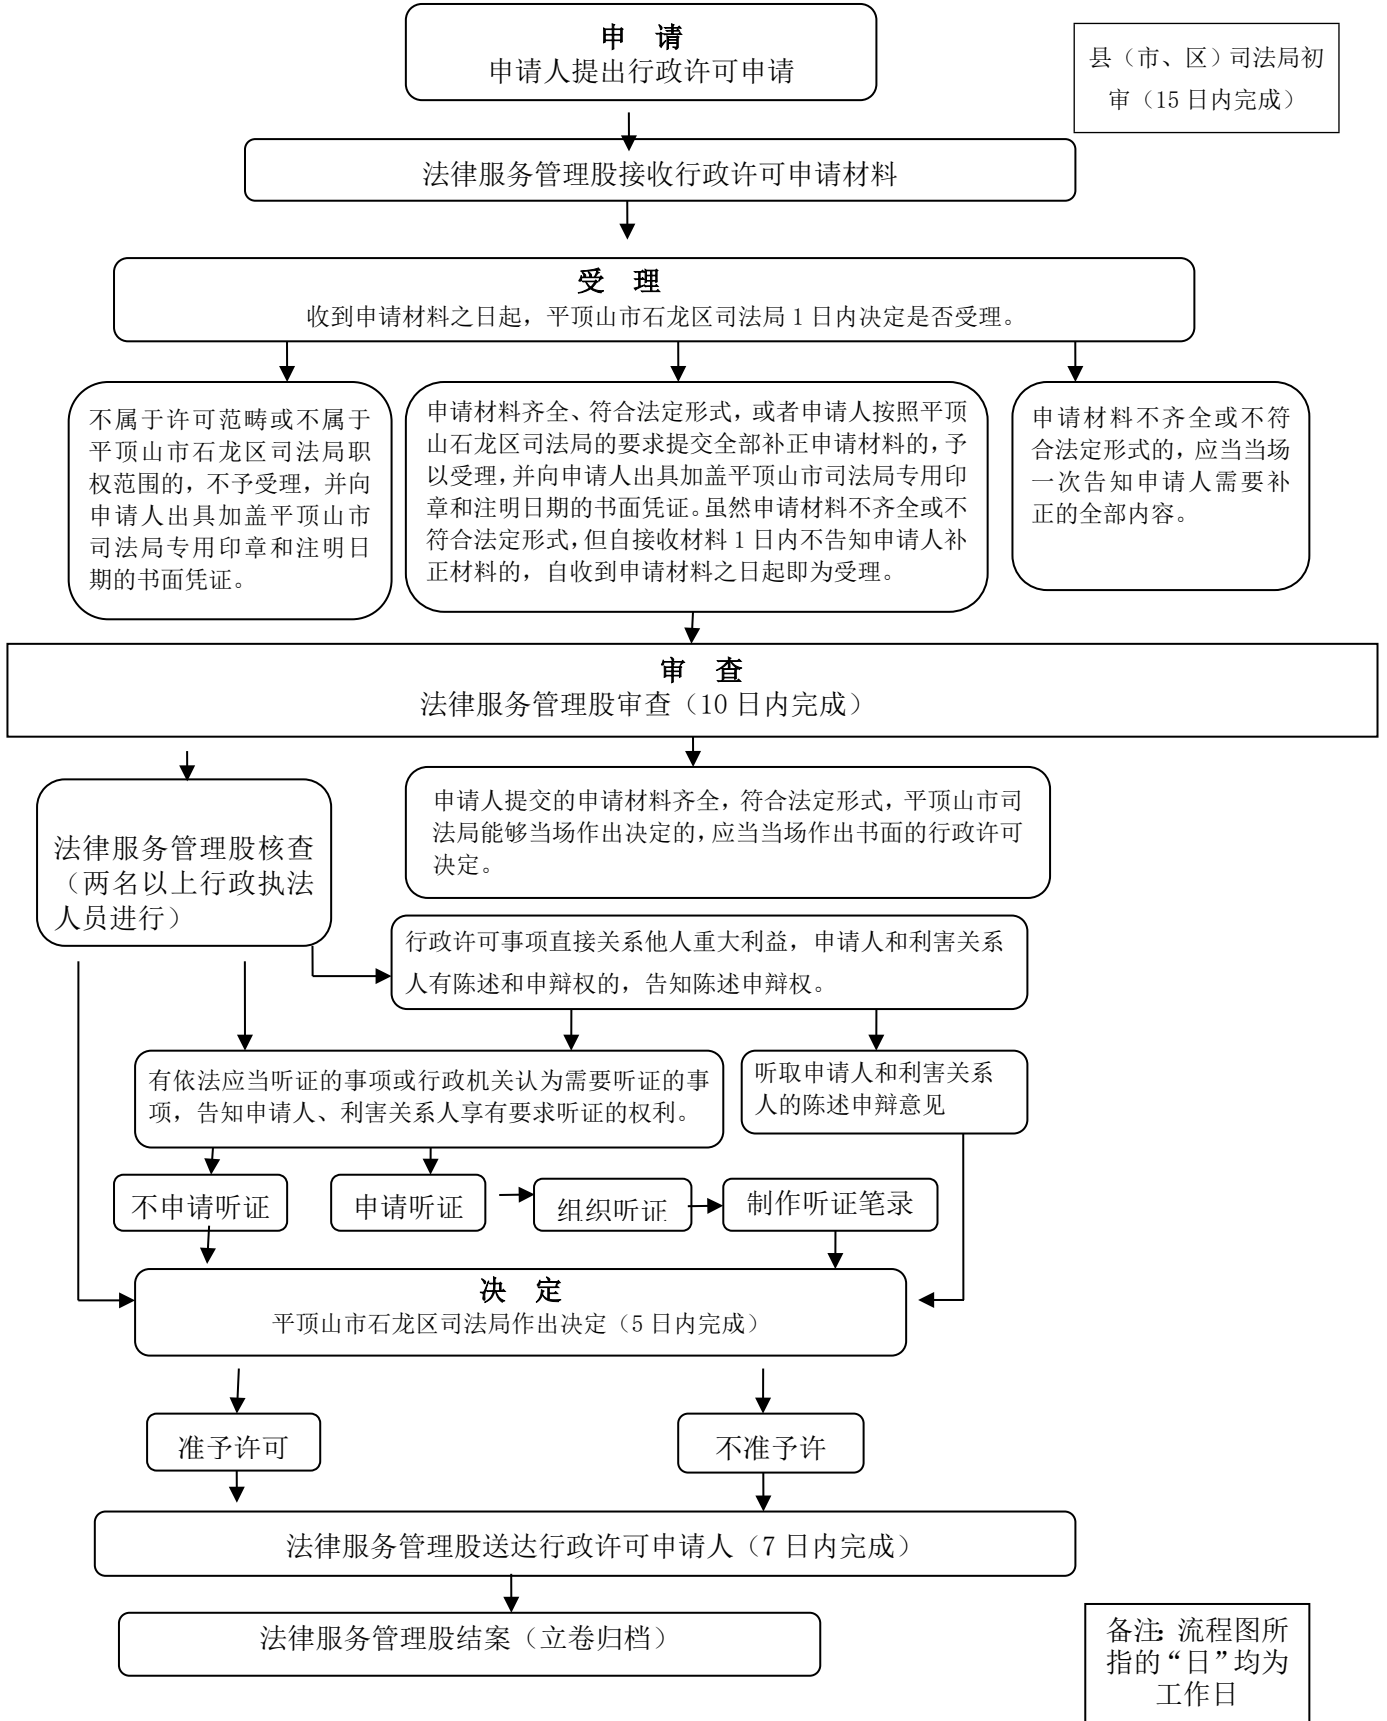 申　请
申请人提出行政许可申请
县（市、区）司法局初
审（15日内完成）
法律服务管理股接收行政许可申请材料
受　理
收到申请材料之日起，平顶山市石龙区司法局1日内决定是否受理。
不属于许可范畴或不属于
平顶山市石龙区司法局职
权范围的，不予受理，并向
申请人出具加盖平顶山市
司法局专用印章和注明日
期的书面凭证。
申请材料齐全、符合法定形式，或者申请人按照平顶
山石龙区司法局的要求提交全部补正申请材料的，予
以受理，并向申请人出具加盖平顶山市司法局专用印
章和注明日期的书面凭证。虽然申请材料不齐全或不
符合法定形式，但自接收材料1日内不告知申请人补
正材料的，自收到申请材料之日起即为受理。
申请材料不齐全或不符
合法定形式的，应当当场
一次告知申请人需要补
正的全部内容。
审　查
法律服务管理股审查（10日内完成）
法律服务管理股核查
（两名以上行政执法
人员进行）
申请人提交的申请材料齐全，符合法定形式，平顶山市司
法局能够当场作出决定的，应当当场作出书面的行政许可
决定。
行政许可事项直接关系他人重大利益，申请人和利害关系
人有陈述和申辩权的，告知陈述申辩权。
有依法应当听证的事项或行政机关认为需要听证的事
项，告知申请人、利害关系人享有要求听证的权利。
听取申请人和利害关系
人的陈述申辩意见
不申请听证
申请听证
组织听证
制作听证笔录
决　定
平顶山市石龙区司法局作出决定（5日内完成）
准予许可
不准予许
法律服务管理股送达行政许可申请人（7日内完成）
法律服务管理股结案（立卷归档）
备注：流程图所
指的“日”均为
工作日